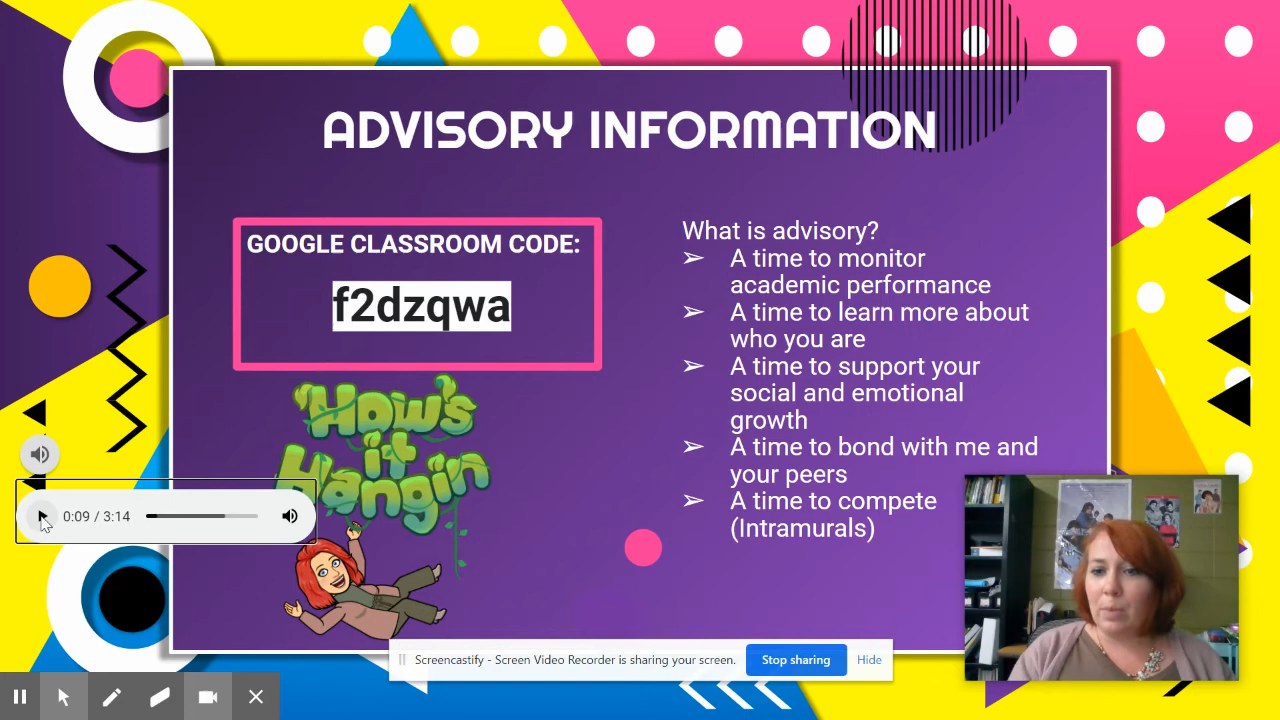 ADVISORY INFORMATION
GOOGLE CLASSROOM CODE:
f2dzqwa
How's
it
Hangin
What is advisory?
➢ A time to monitor
academic performance
➢ A time to learn more about
who you are
➢ A time to support your
social and emotional
growth
➢ A time to bond with me and
your peers
➢ A time to compete
(Intramurals)
0:09 / 3:14
Screencastify - Screen Video Recorder is sharing your screen.
Stop sharing
Hide